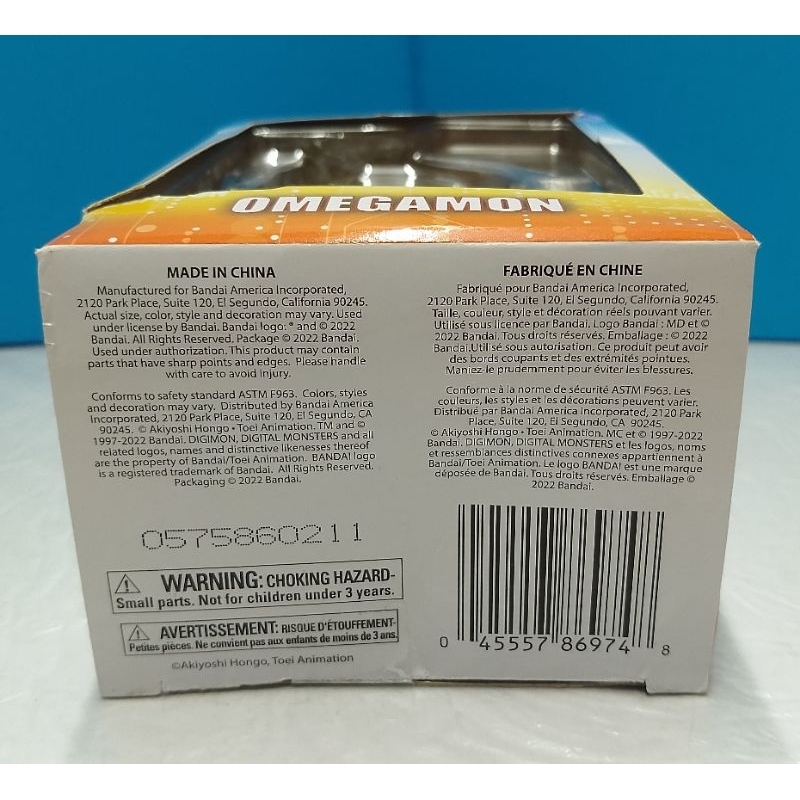 OMEGAMON
MADE IN CHINA
Manufactured for Bandai America Incorporated,
2120 Park Place, Suite 120, El Segundo, California 90245.
Actual size, color, style and decoration may vary. Used
under license by Bandai. Bandai logo: ® and © 2022
Bandai. All Rights Reserved. Package © 2022 Bandai.
Used under authorization. This product may contain
parts that have sharp points and edges. Please handle
with care to avoid injury.
Conforms to safety standard ASTM F963. Colors, styles
and decoration may vary. Distributed by Bandai America
Incorporated, 2120 Park Place, Suite 120, El Segundo, CA
90245. © Akiyoshi Hongo • Toei Animation. TM and ©
1997-2022 Bandai. DIGIMON, DIGITAL MONSTERS and all
related logos, names and distinctive likenesses thereof
are the property of Bandai/Toei Animation. BANDAI logo
is a registered trademark of Bandai. All Rights Reserved.
Packaging © 2022 Bandai.
0575860211
WARNING: CHOKING HAZARD-
Small parts. Not for children under 3 years.
AVERTISSEMENT: RISQUE D'ÉTOUFFEMENT-
Petites pièces. Ne convient pas aux enfants de moins de 3 ans.
©Akiyoshi Hongo, Toei Animation
FABRIQUÉ EN CHINE
Fabriqué pour Bandai America Incorporated,
2120 Park Place, Suite 120, El Segundo, California 90245.
Taille, couleur, style et décoration réels pouvant varier.
Utilisé sous licence par Bandai. Logo Bandai : MD et ©
2022 Bandai. Tous droits réservés. Emballage : © 2022
Bandai.Utilisé sous autorisation. Ce produit peut avoir
des bords coupants et des extrémités pointues.
Maniez-le prudemment pour éviter les blessures.
Conforme à la norme de sécurité ASTM F963. Les
couleurs, les styles et les décorations peuvent varier.
Distribué par Bandai America Incorporated, 2120 Park
Place, Suite 120, El Segundo, CA 90245.
© Akiyoshi Hongo • Toei Animation. MC et © 1997-2022
Bandai. DIGIMON, DIGITAL MONSTERS et les logos, noms
et ressemblances distinctives connexes appartiennent à
Bandai/Toei Animation. Le logo BANDAI est une marque
déposée de Bandai. Tous droits réservés. Emballage ©
2022 Bandai.
0 45557 86974 8